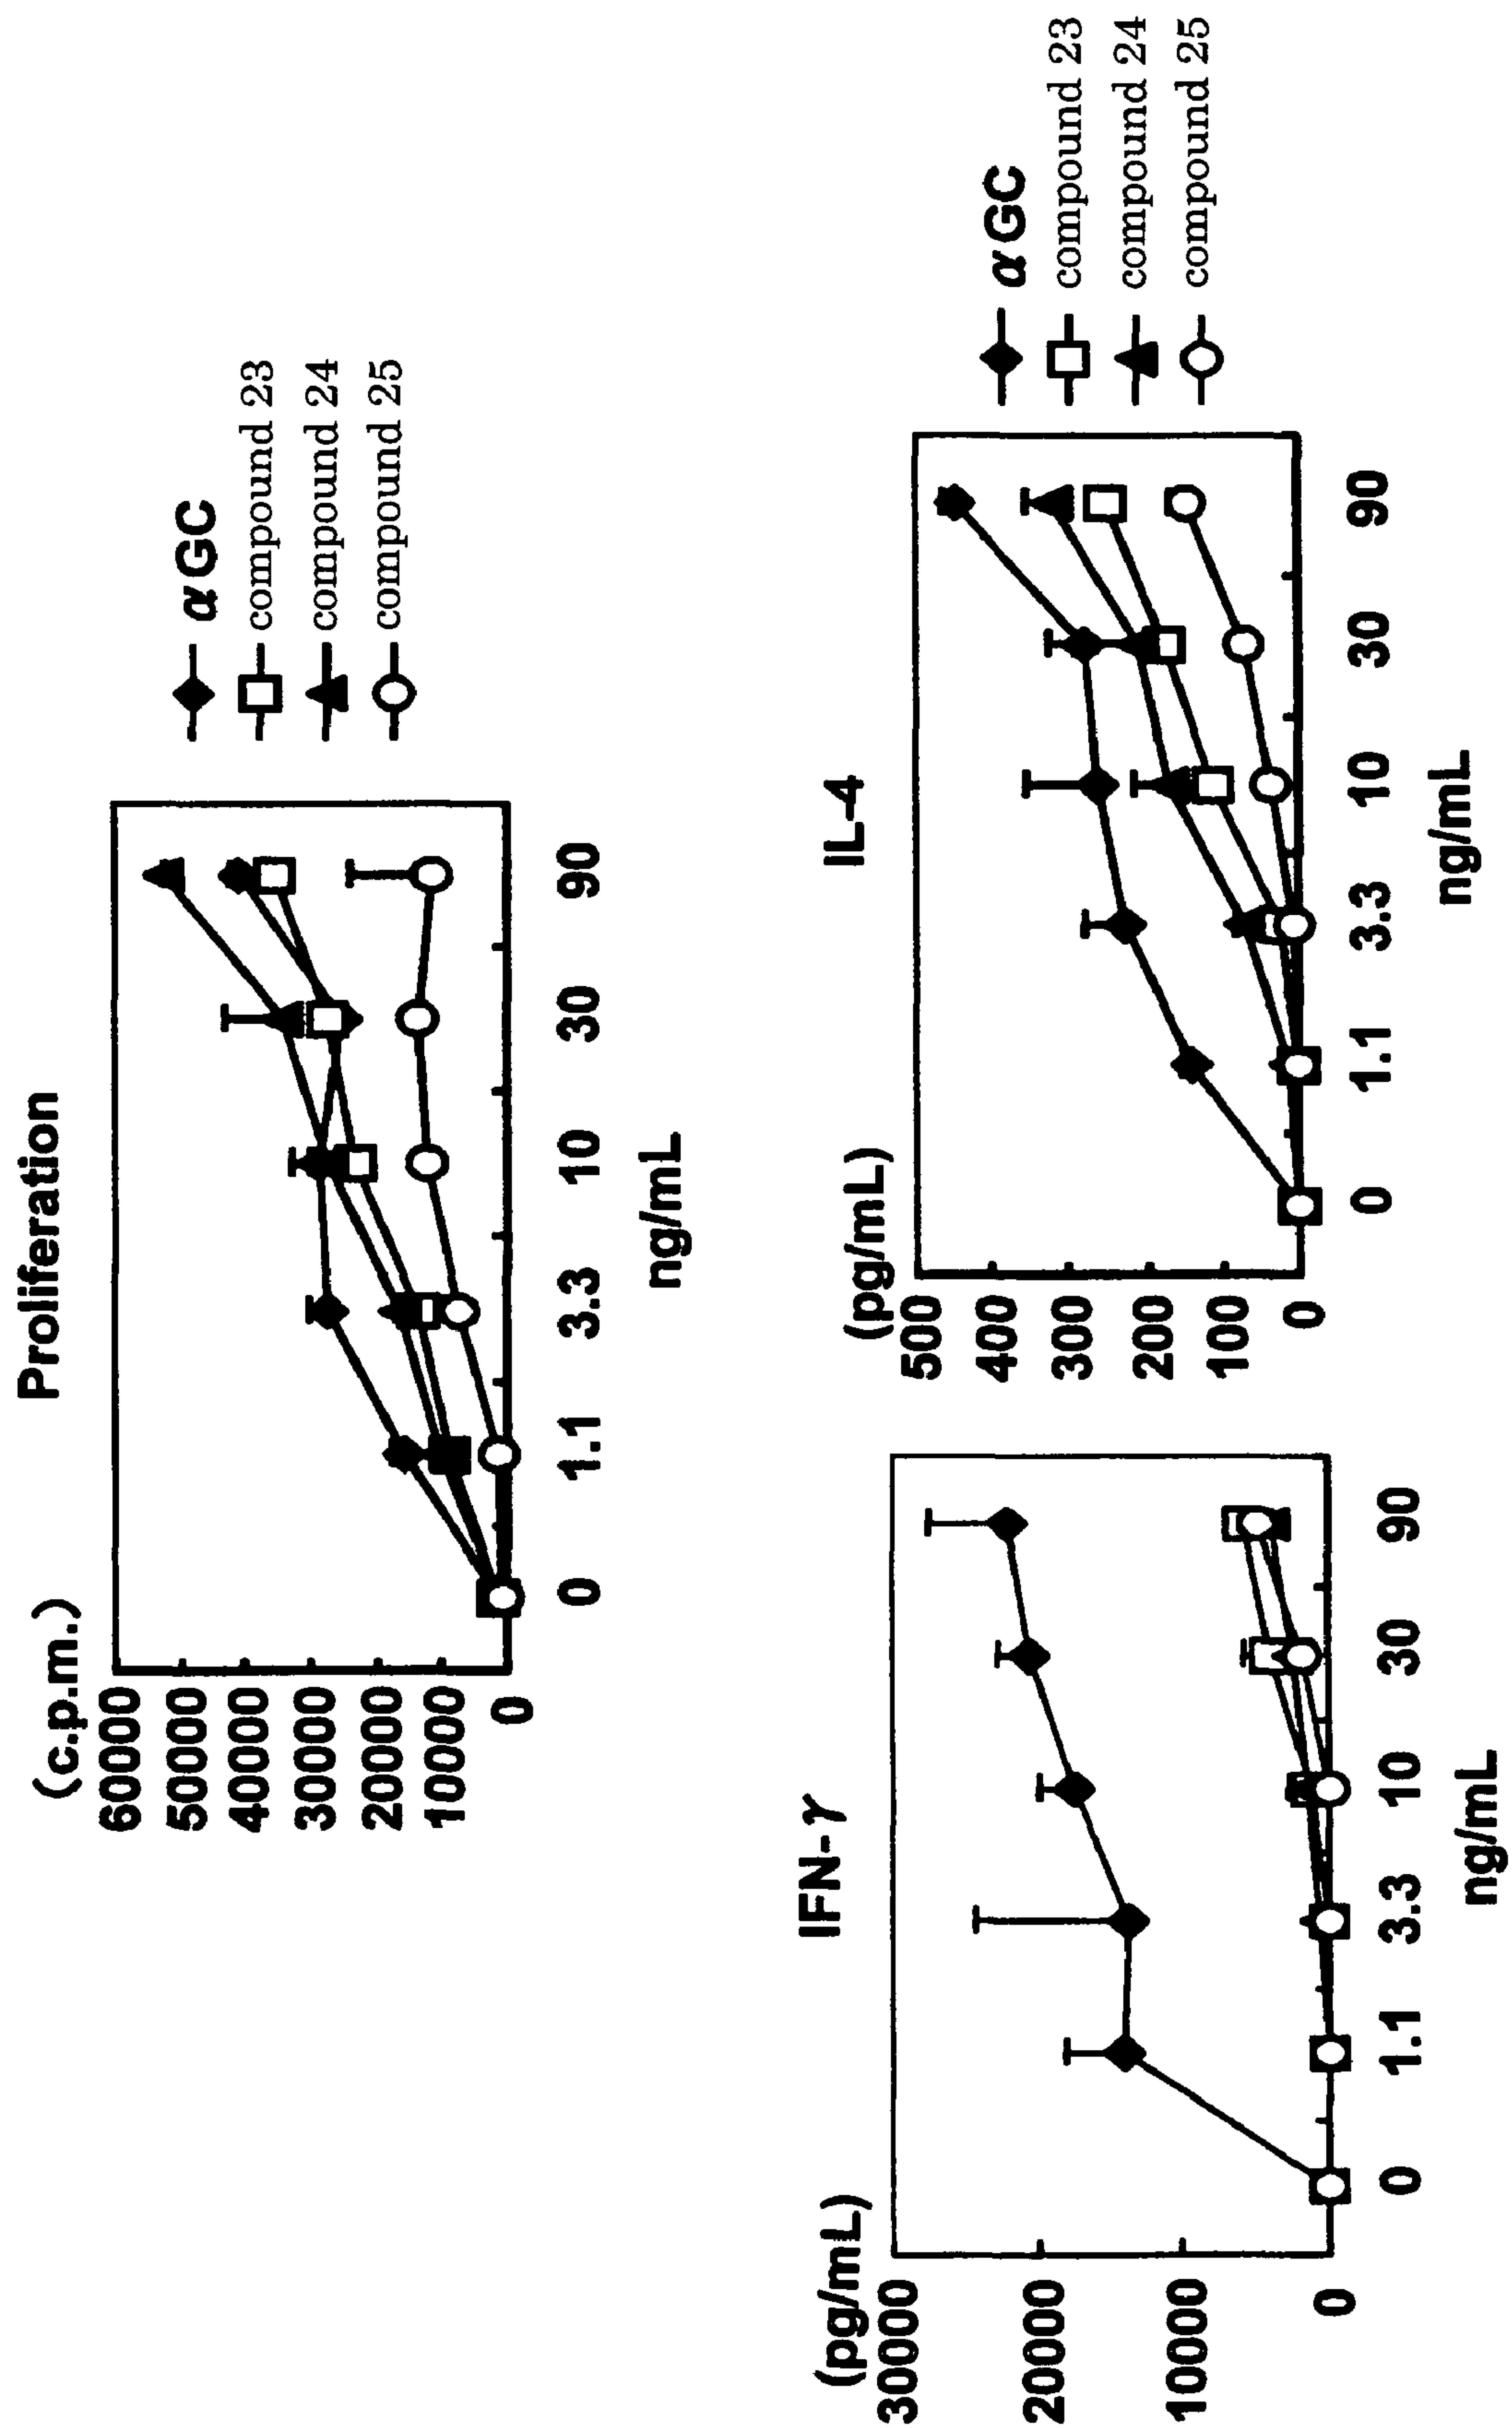 Proliferation
(c.p.m.)
60000
50000
40000
30000
20000
10000
0
0 1.1 3.3 10 30 90
ng/mL
αGC
compound 23
compound 24
compound 25
IFN-γ
(pg/mL)
30000
20000
10000
0
0 1.1 3.3 10 30 90
ng/mL
IL-4
(pg/mL)
500
400
300
200
100
0
0 1.1 3.3 10 30 90
ng/mL
αGC
compound 23
compound 24
compound 25